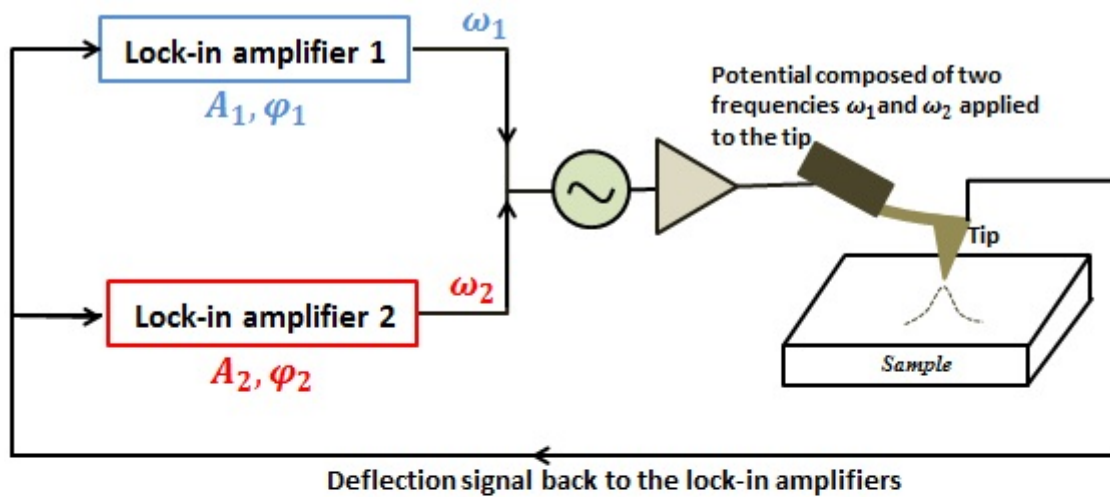 Lock-in amplifier 1
A₁, φ₁
ω₁
Potential composed of two
frequencies ω₁ and ω₂ applied
to the tip
Tip
ω₂
Lock-in amplifier 2
A₂, φ₂
Sample
Deflection signal back to the lock-in amplifiers